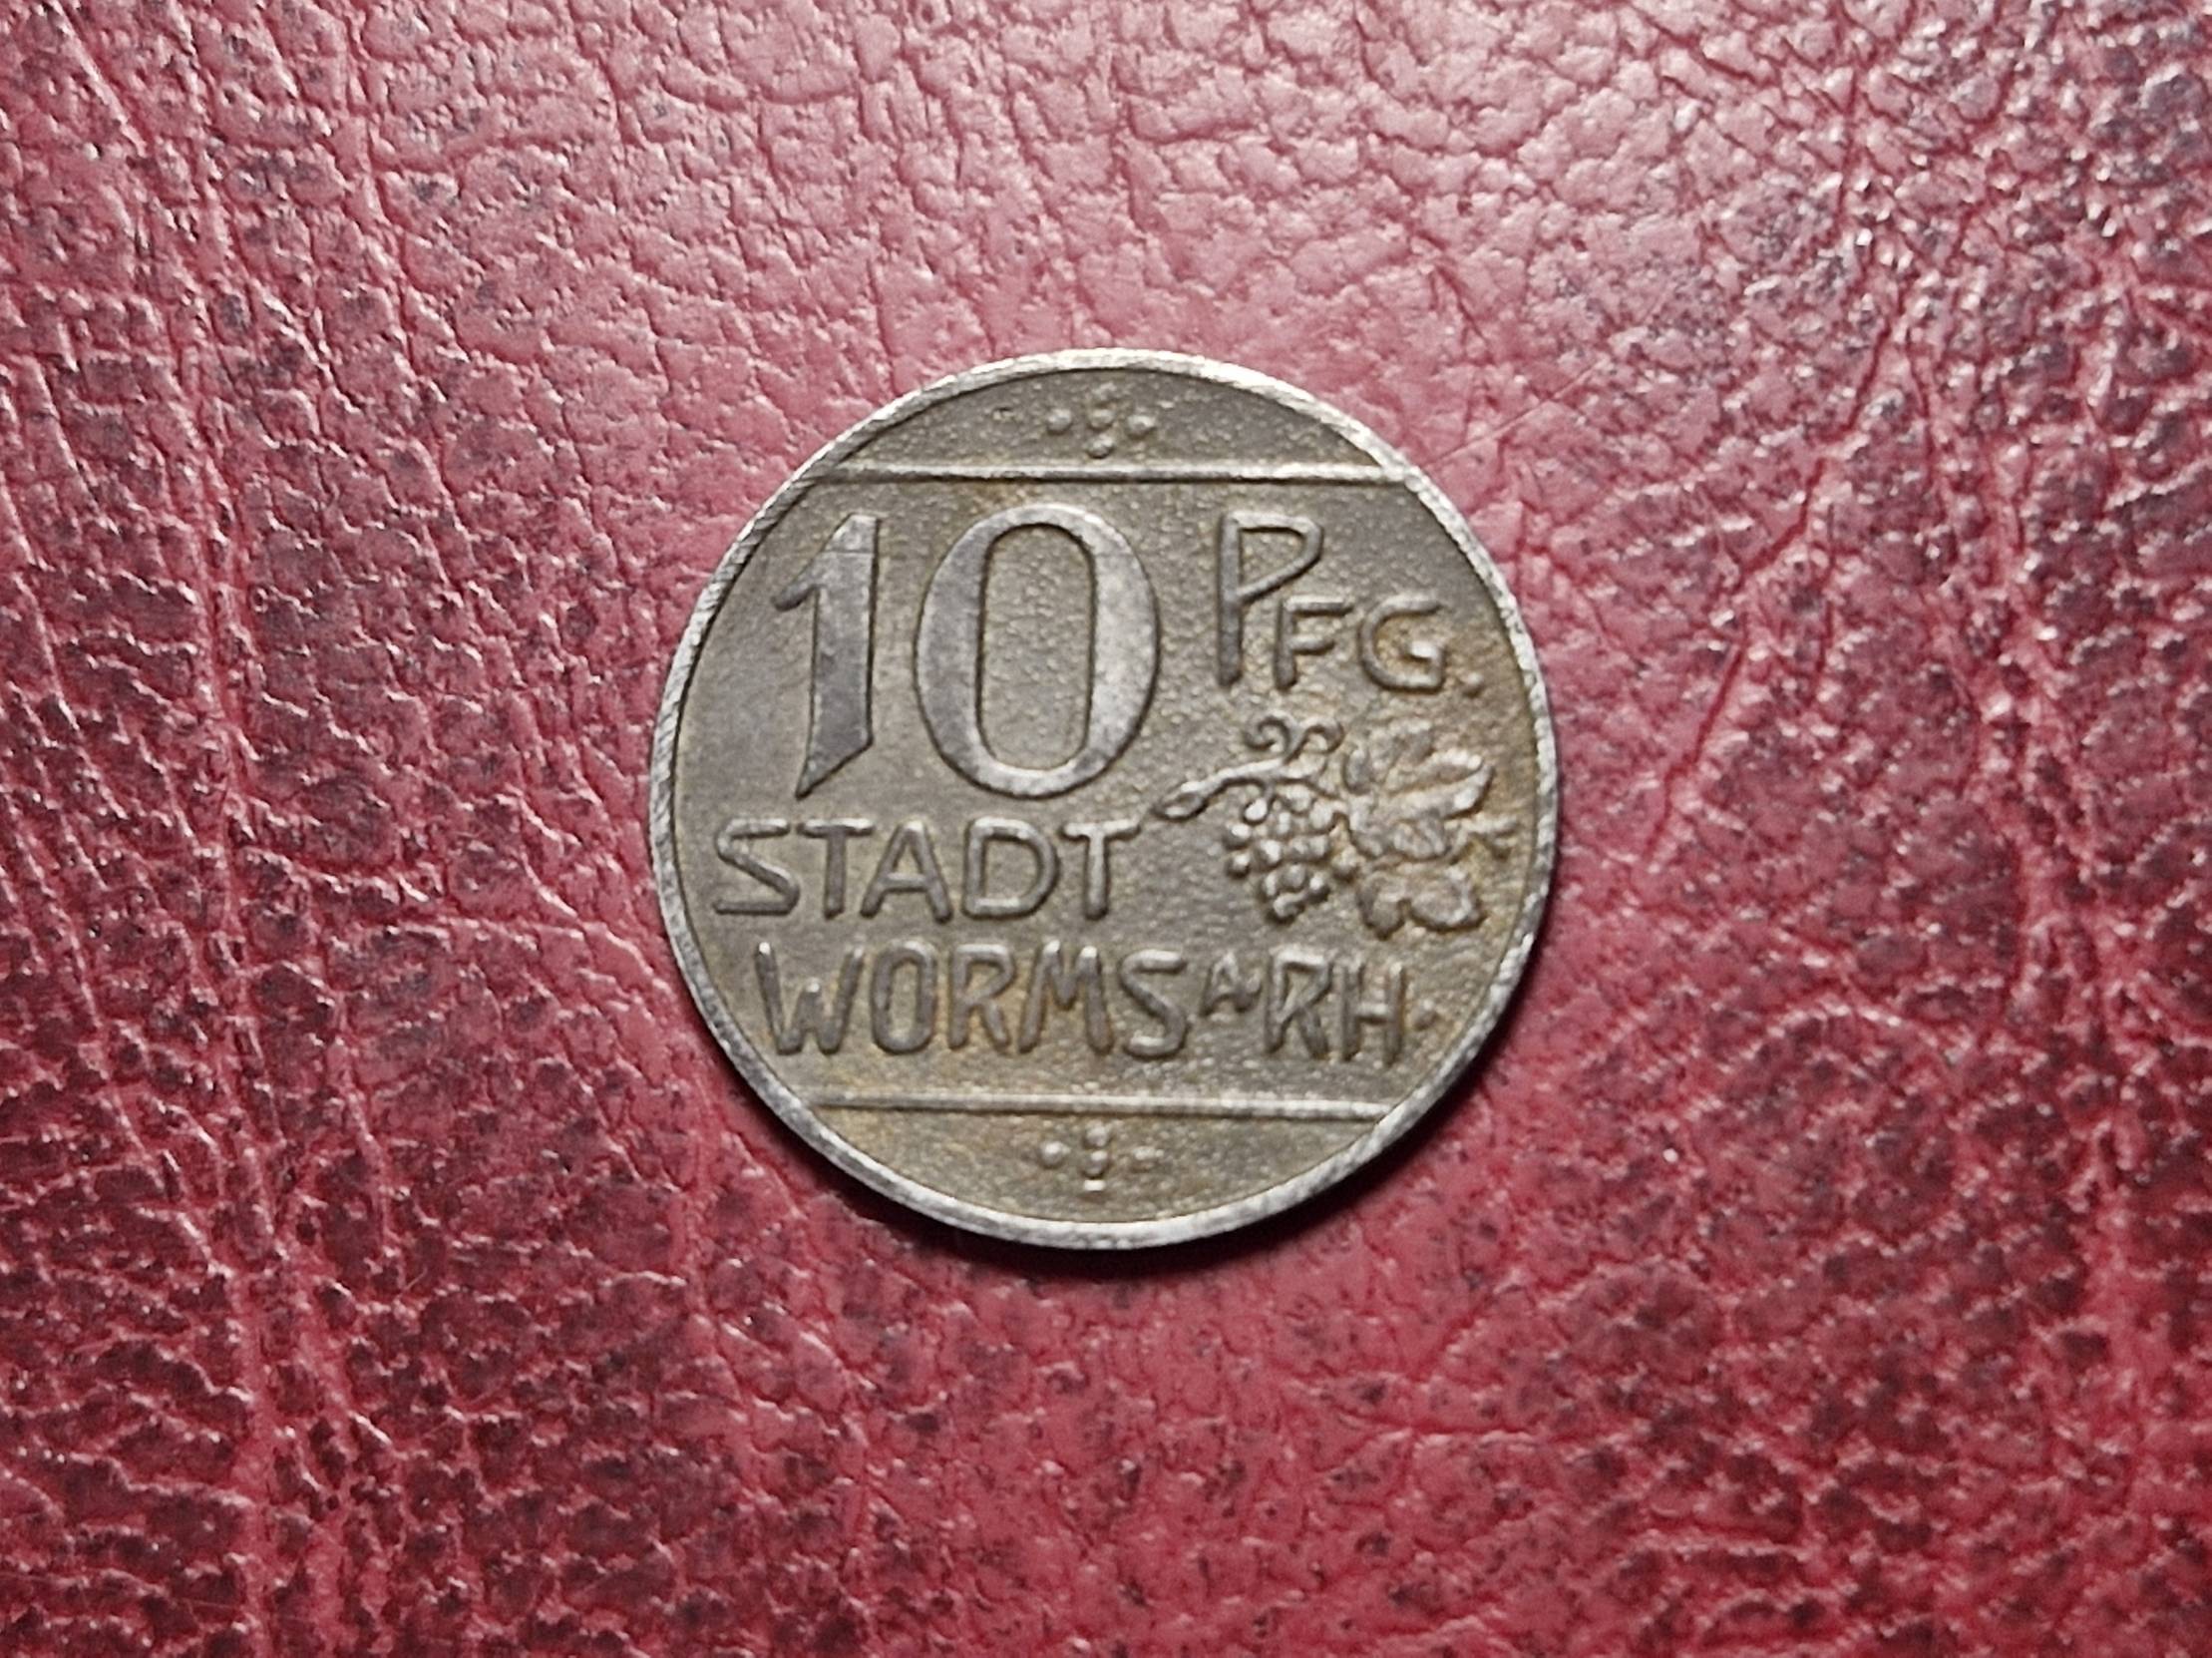 10 PFG.
STADT
WORMS A RH.